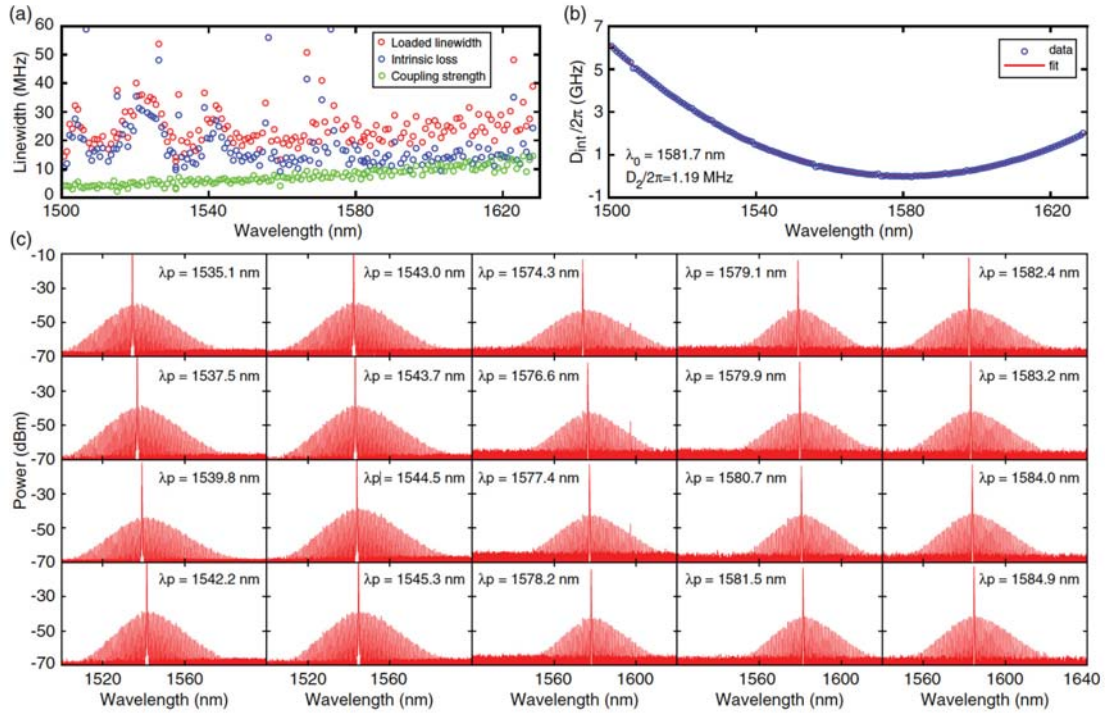 (a)
60
50
40
30
20
10
0
Linewidth (MHz)
Loaded linewidth
Intrinsic loss
Coupling strength
1500 1540 1580 1620
Wavelength (nm)
(b)
7
5
3
1
-1
D_int/2π (GHz)
data
fit
λ₀ = 1581.7 nm
D₂/2π=1.19 MHz
1500 1540 1580 1620
Wavelength (nm)
(c)
-10
-30
-50
-70
λp = 1535.1 nm λp = 1543.0 nm λp = 1574.3 nm λp = 1579.1 nm λp = 1582.4 nm
-30
-50
-70
λp = 1537.5 nm λp = 1543.7 nm λp = 1576.6 nm λp = 1579.9 nm λp = 1583.2 nm
Power (dBm)
-30
-50
-70
λp = 1539.8 nm λp = 1544.5 nm λp = 1577.4 nm λp = 1580.7 nm λp = 1584.0 nm
-30
-50
-70
λp = 1542.2 nm λp = 1545.3 nm λp = 1578.2 nm λp = 1581.5 nm λp = 1584.9 nm
1520 1560 1520 1560 1560 1600 1560 1600 1560 1600 1640
Wavelength (nm) Wavelength (nm) Wavelength (nm) Wavelength (nm) Wavelength (nm)